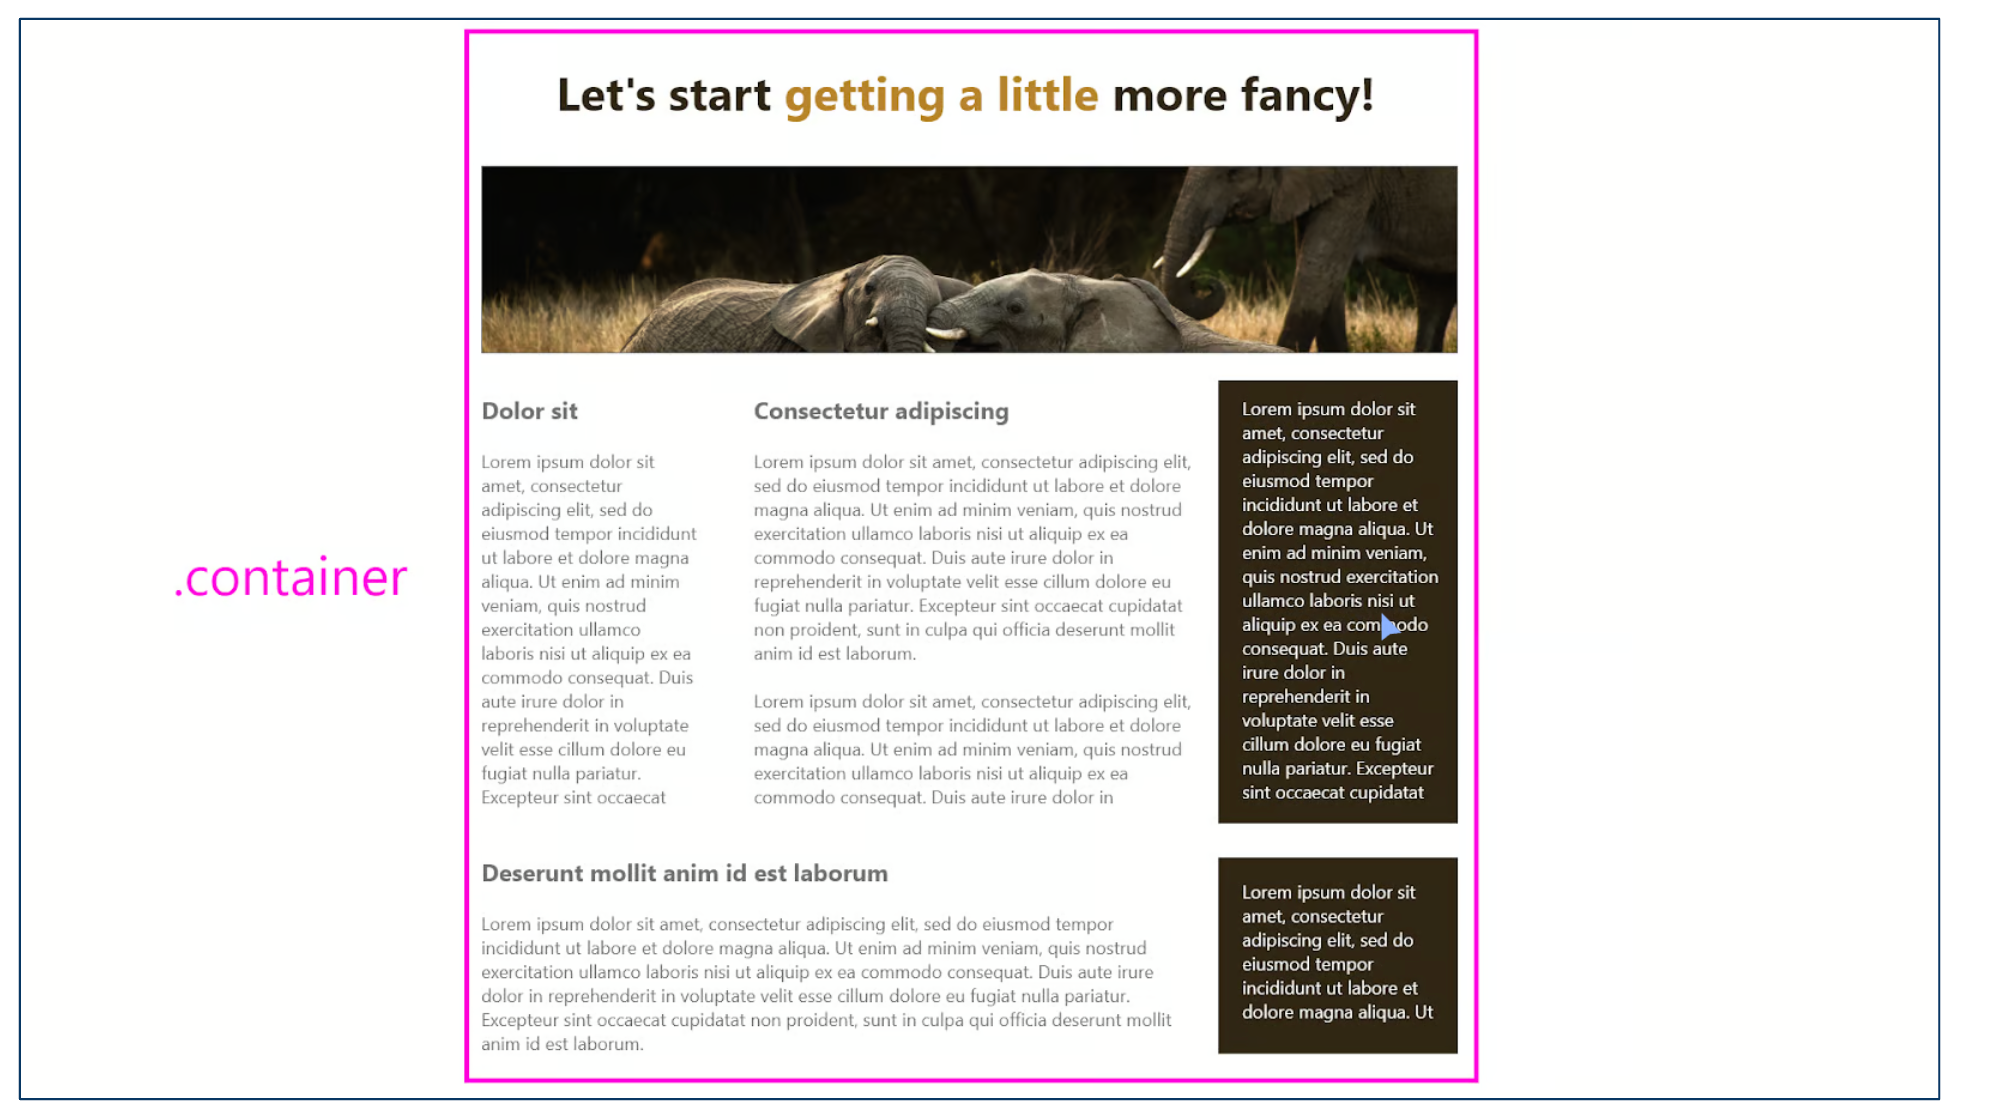 Let's start getting a little more fancy!
.container
Dolor sit
Lorem ipsum dolor sit
amet, consectetur
adipiscing elit, sed do
eiusmod tempor incididunt
ut labore et dolore magna
aliqua. Ut enim ad minim
veniam, quis nostrud
exercitation ullamco
laboris nisi ut aliquip ex ea
commodo consequat. Duis
aute irure dolor in
reprehenderit in voluptate
velit esse cillum dolore eu
fugiat nulla pariatur.
Excepteur sint occaecat
Consectetur adipiscing
Lorem ipsum dolor sit amet, consectetur adipiscing elit,
sed do eiusmod tempor incididunt ut labore et dolore
magna aliqua. Ut enim ad minim veniam, quis nostrud
exercitation ullamco laboris nisi ut aliquip ex ea
commodo consequat. Duis aute irure dolor in
reprehenderit in voluptate velit esse cillum dolore eu
fugiat nulla pariatur. Excepteur sint occaecat cupidatat
non proident, sunt in culpa qui officia deserunt mollit
anim id est laborum.
Lorem ipsum dolor sit amet, consectetur adipiscing elit,
sed do eiusmod tempor incididunt ut labore et dolore
magna aliqua. Ut enim ad minim veniam, quis nostrud
exercitation ullamco laboris nisi ut aliquip ex ea
commodo consequat. Duis aute irure dolor in
Lorem ipsum dolor sit
amet, consectetur
adipiscing elit, sed do
eiusmod tempor
incididunt ut labore et
dolore magna aliqua. Ut
enim ad minim veniam,
quis nostrud exercitation
ullamco laboris nisi ut
aliquip ex ea commodo
consequat. Duis aute
irure dolor in
reprehenderit in
voluptate velit esse
cillum dolore eu fugiat
nulla pariatur. Excepteur
sint occaecat cupidatat
Deserunt mollit anim id est laborum
Lorem ipsum dolor sit amet, consectetur adipiscing elit, sed do eiusmod tempor
incididunt ut labore et dolore magna aliqua. Ut enim ad minim veniam, quis nostrud
exercitation ullamco laboris nisi ut aliquip ex ea commodo consequat. Duis aute irure
dolor in reprehenderit in voluptate velit esse cillum dolore eu fugiat nulla pariatur.
Excepteur sint occaecat cupidatat non proident, sunt in culpa qui officia deserunt mollit
anim id est laborum.
Lorem ipsum dolor sit
amet, consectetur
adipiscing elit, sed do
eiusmod tempor
incididunt ut labore et
dolore magna aliqua. Ut